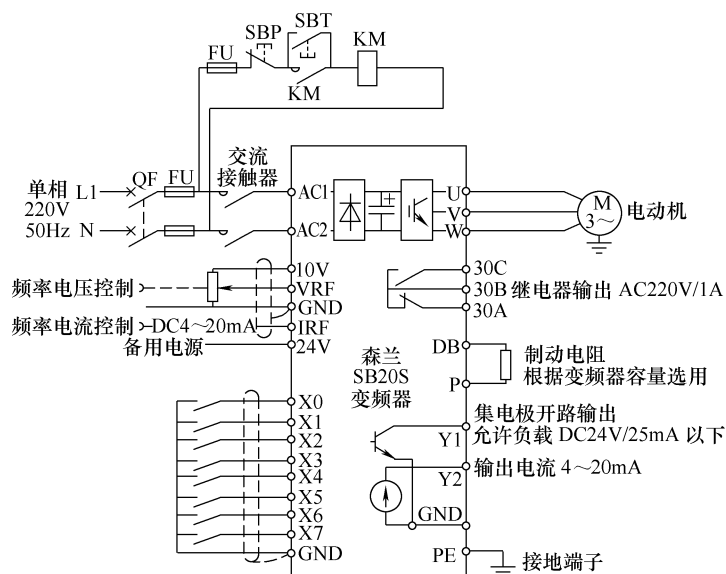 SBT
SBP
FU
KM
KM
交流
接触器
单相 L1
220V
50Hz N
QF
FU
AC1
AC2
+
U
V
W
M
3～
电动机
频率电压控制
10V
VRF
GND
频率电流控制
DC4～20mA
IRF
备用电源
24V
30C
30B 继电器输出 AC220V/1A
30A
森兰
SB20S
变频器
DB
P
制动电阻
根据变频器容量选用
X0
X1
X2
X3
X4
X5
X6
X7
GND
集电极开路输出
Y1 允许负载 DC24V/25mA 以下
Y2 输出电流 4～20mA
GND
PE 接地端子